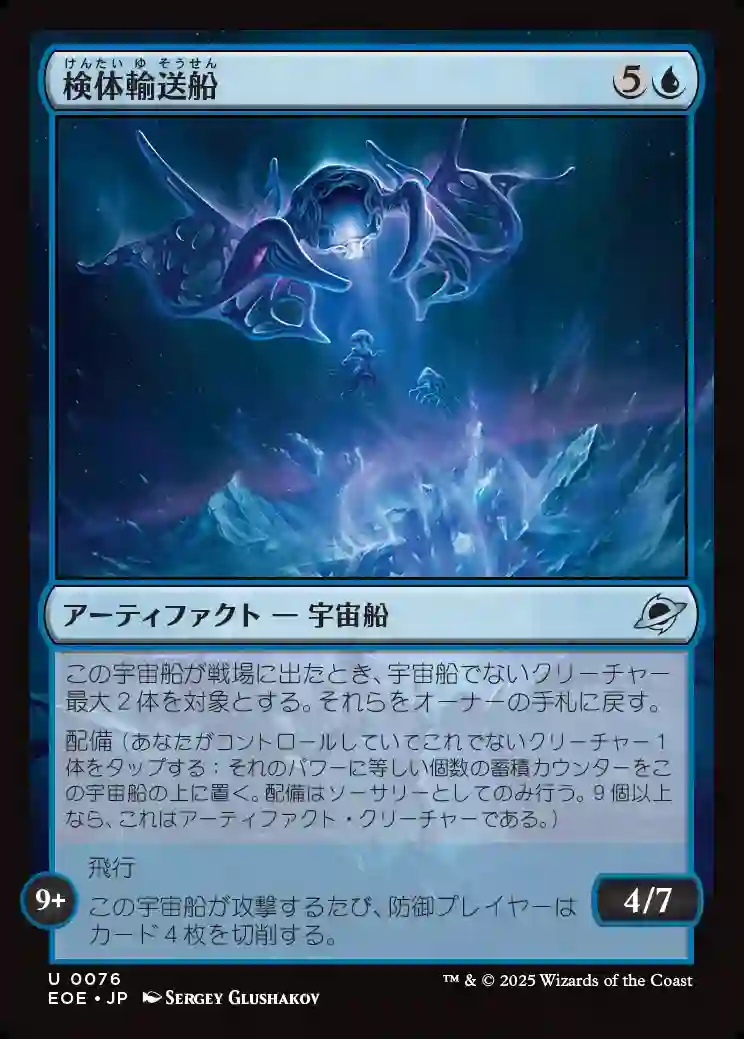 けんたい ゆ そうせん
検体輸送船
5
アーティファクト — 宇宙船
この宇宙船が戦場に出たとき、宇宙船でないクリーチャー
最大2体を対象とする。それらをオーナーの手札に戻す。
配備（あなたがコントロールしていてこれでないクリーチャー1
体をタップする：それのパワーに等しい個数の蓄積カウンターをこ
の宇宙船の上に置く。配備はソーサリーとしてのみ行う。9個以上
なら、これはアーティファクト・クリーチャーである。）
飛行
9+
この宇宙船が攻撃するたび、防御プレイヤーは
カード4枚を切削する。
4/7
U 0076
EOE • JP Sergey Glushakov
™ & © 2025 Wizards of the Coast